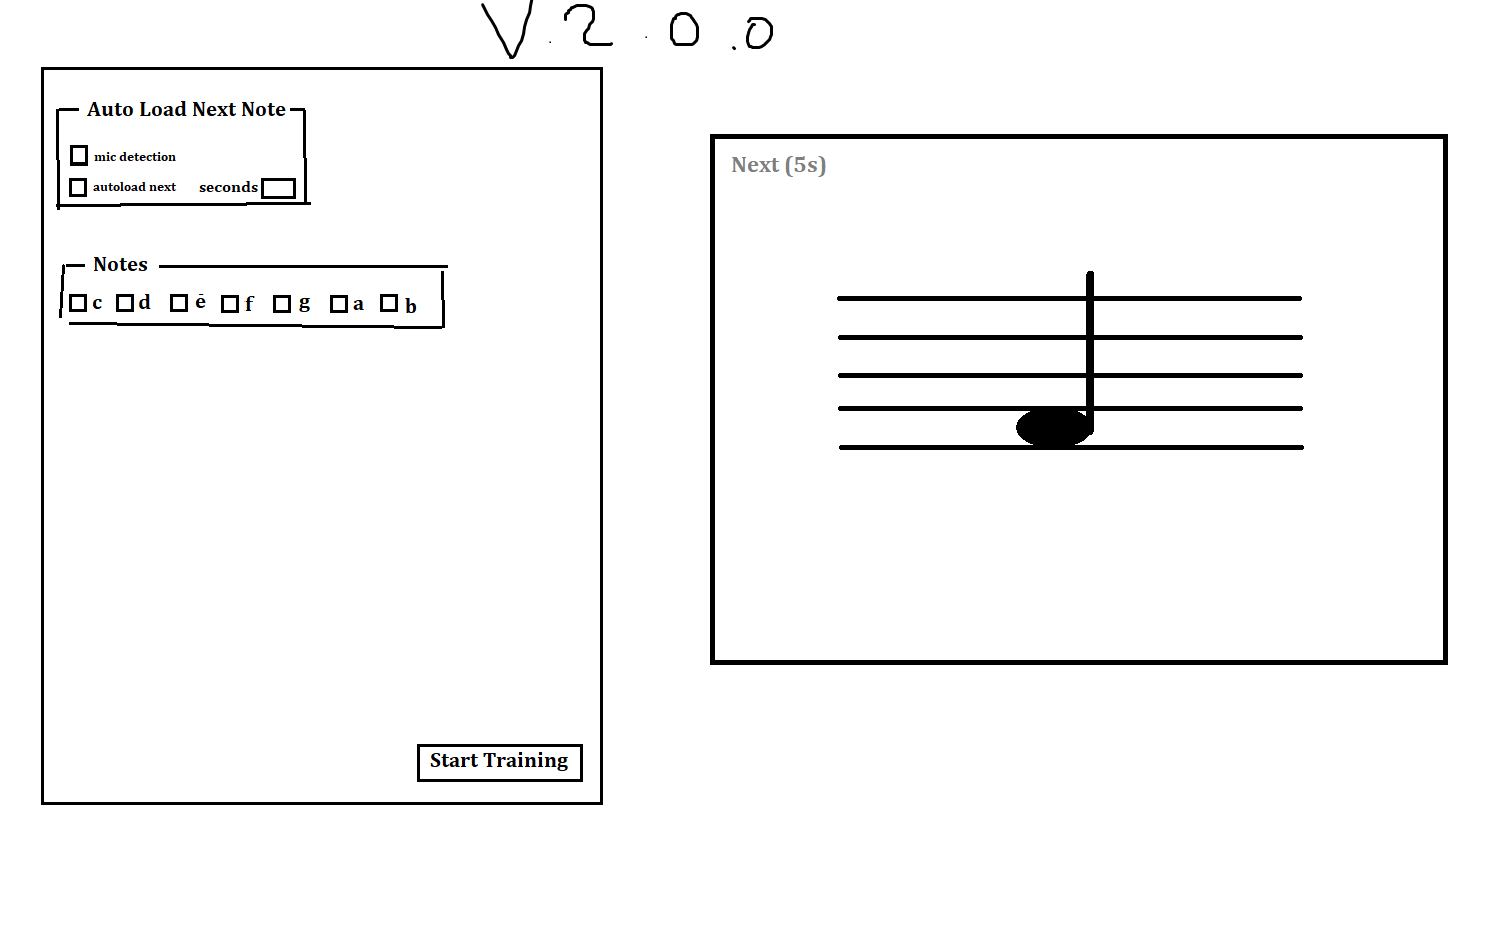 V.2.0.0
Auto Load Next Note
mic detection
autoload next seconds
Notes
c d e f g a b
Start Training
Next (5s)